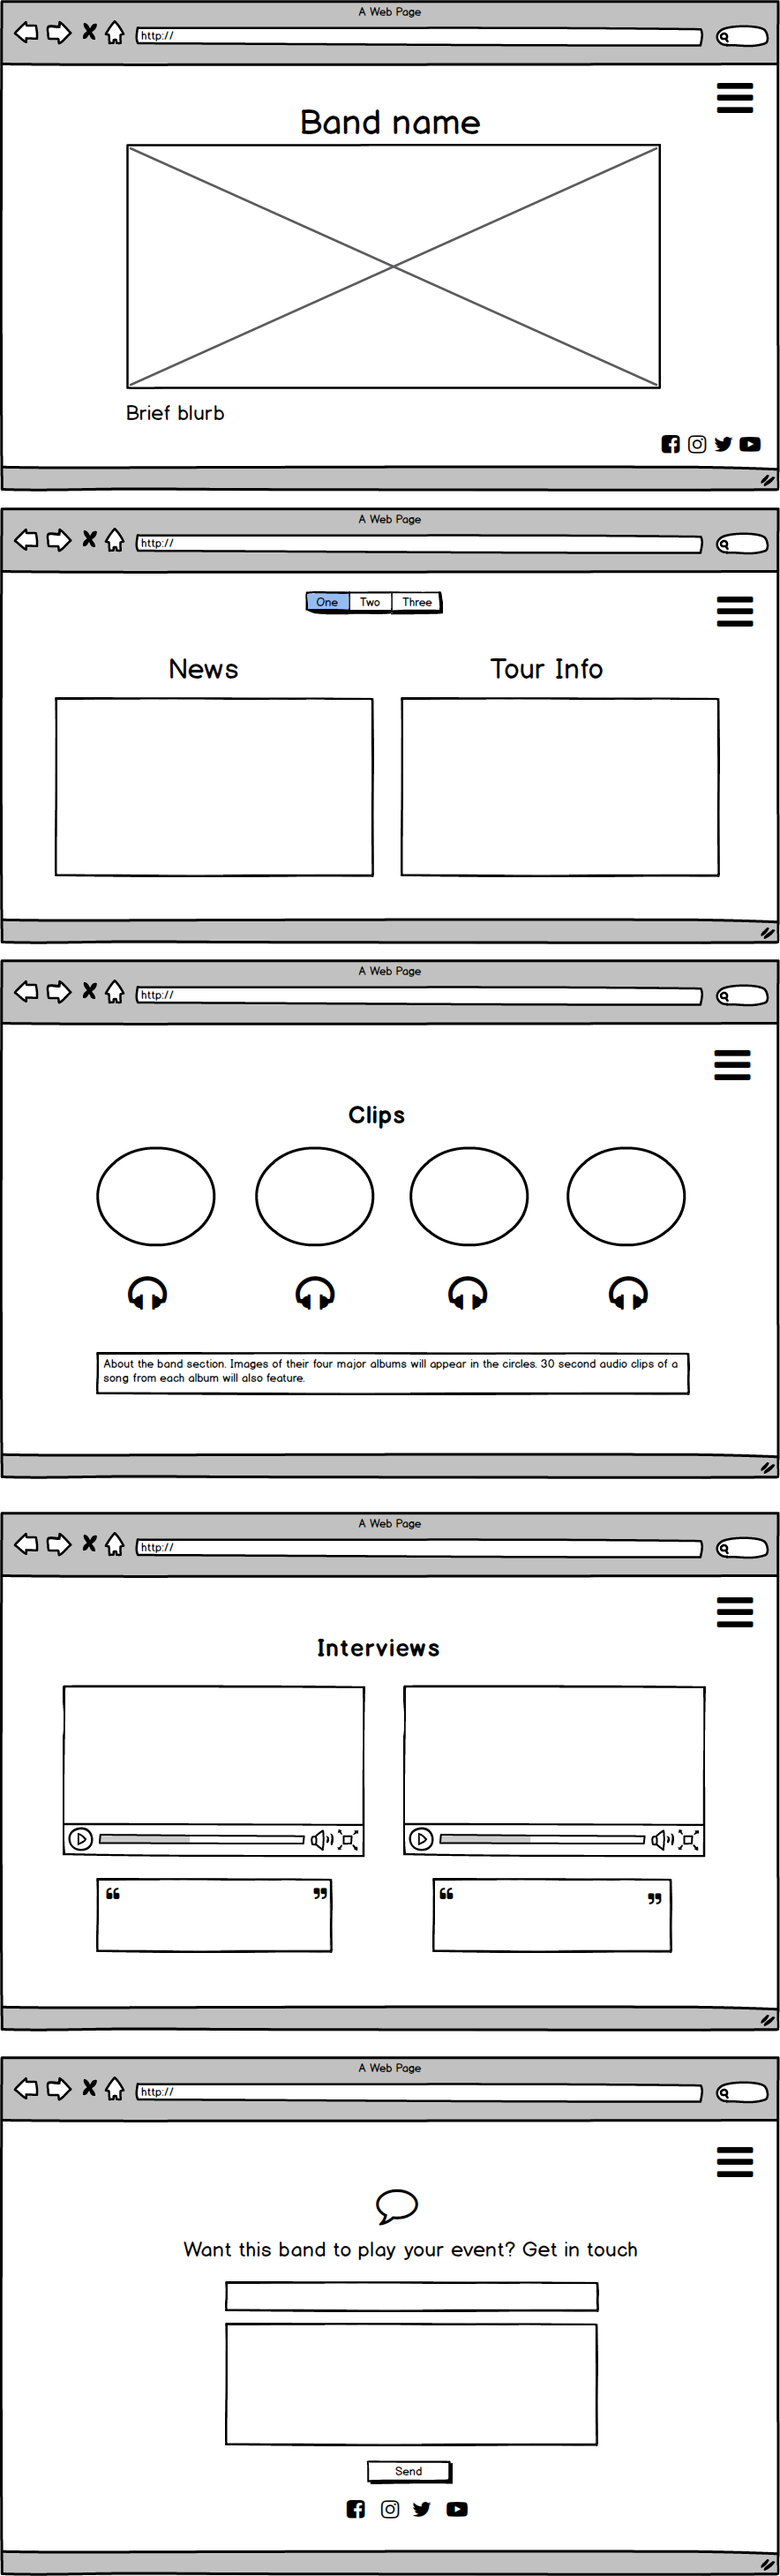 A Web Page
http://
Band name
Brief blurb
A Web Page
http://
One Two Three
News Tour Info
A Web Page
http://
Clips
About the band section. Images of their four major albums will appear in the circles. 30 second audio clips of a
song from each album will also feature.
A Web Page
http://
Interviews
❝ ❞ ❝ ❞
A Web Page
http://
Want this band to play your event? Get in touch
Send